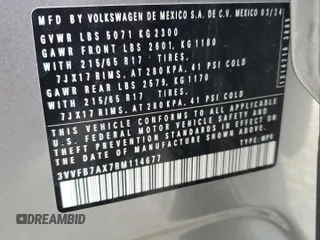 MFD BY VOLKSWAGEN DE MEXICO S.A. DE C.V. MEXICO 03/24
GVWR LBS 5071 KG 2300
GAWR FRONT LBS 2601, KG 1180
215/65 R17 TIRES,
7JX17 RIMS, AT 280 KPA, 41 PSI COLD
GAWR REAR LBS 2579, KG 1170
215/65 R17 TIRES,
7JX17 RIMS, AT 280 KPA, 41 PSI COLD
THIS VEHICLE CONFORMS TO ALL APPLICABLE
U.S. FEDERAL MOTOR VEHICLE SAFETY AND
THEFT PREVENTION STANDARDS IN EFFECT ON
THE DATE OF MANUFACTURE SHOWN ABOVE.
3VVFB7AX7RM114677
TYPE: MPV
DREAMBID